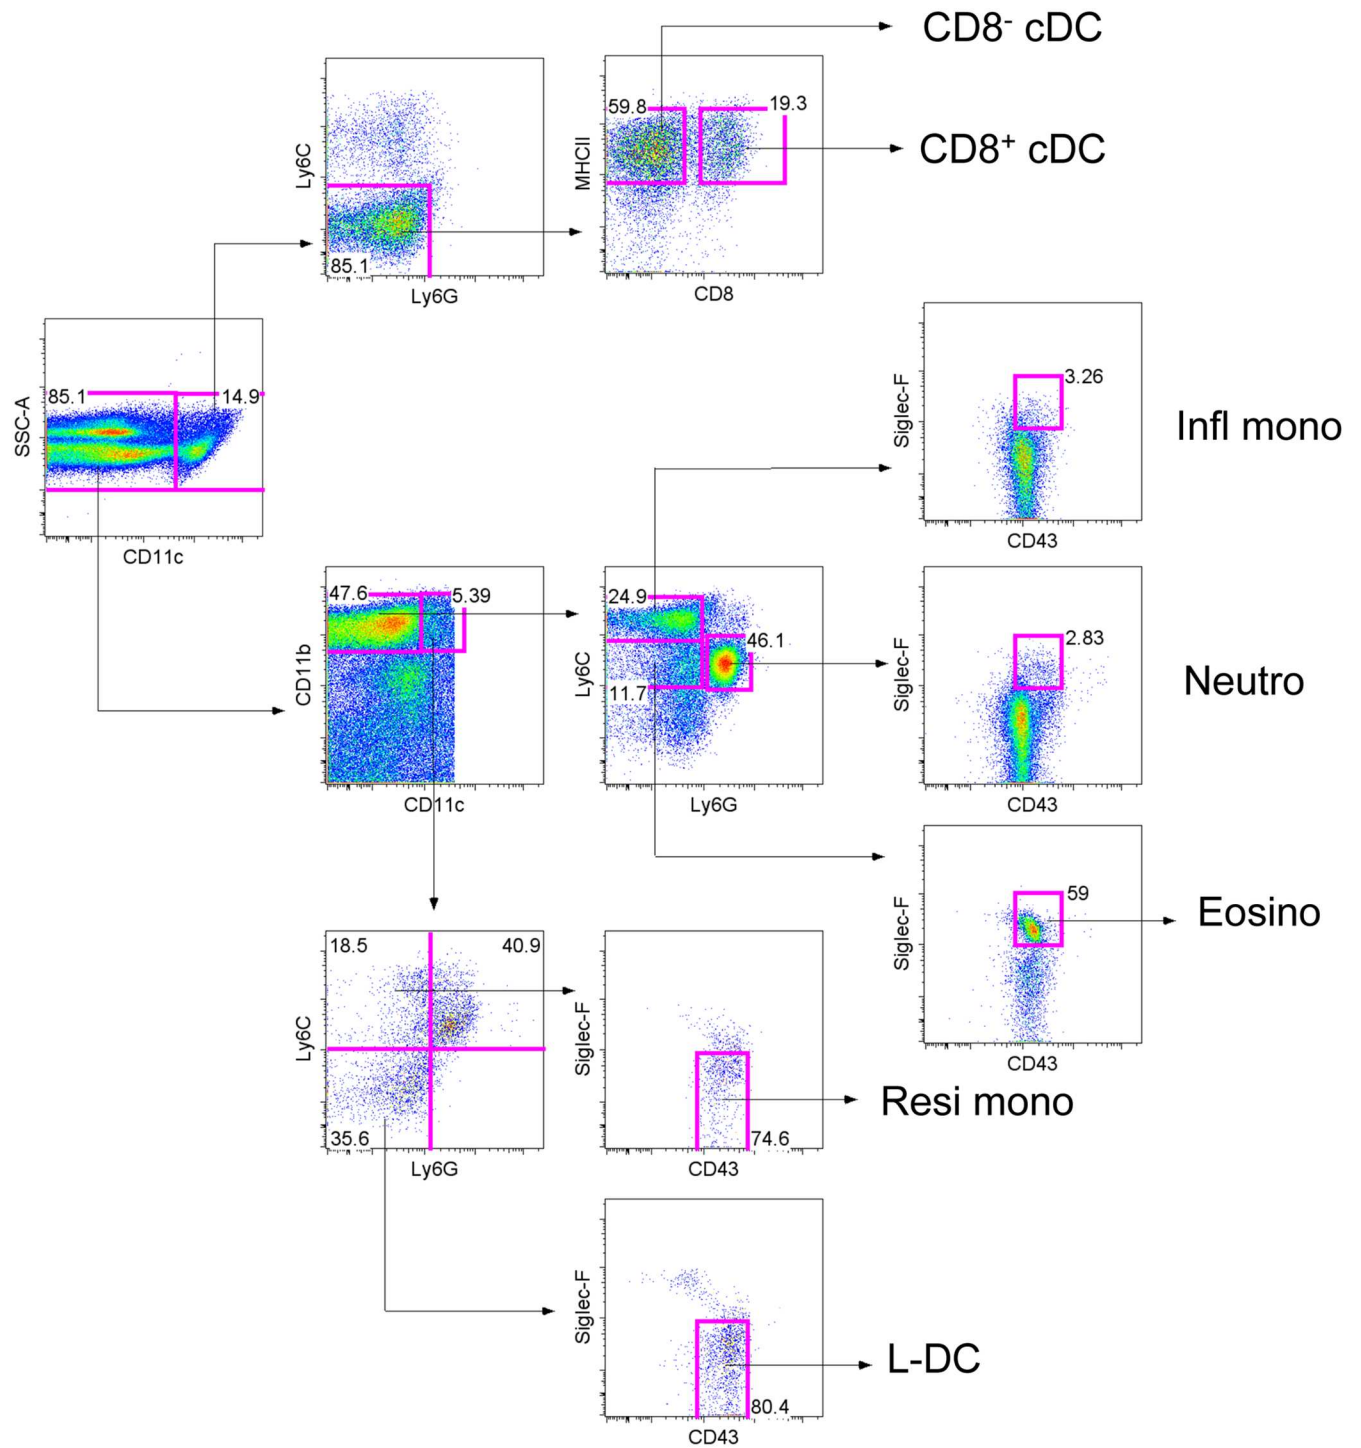 CD8⁻ cDC
59.8
19.3
CD8⁺ cDC
Ly6C
MHCII
85.1
Ly6G
CD8
85.1
14.9
SSC-A
CD11c
3.26
Siglec-F
Infl mono
CD43
47.6
5.39
24.9
46.1
2.83
CD11b
Ly6C
11.7
Siglec-F
Neutro
CD11c
Ly6G
CD43
59
Siglec-F
Eosino
CD43
18.5
40.9
Ly6C
Siglec-F
Resi mono
35.6
74.6
Ly6G
CD43
Siglec-F
L-DC
80.4
CD43